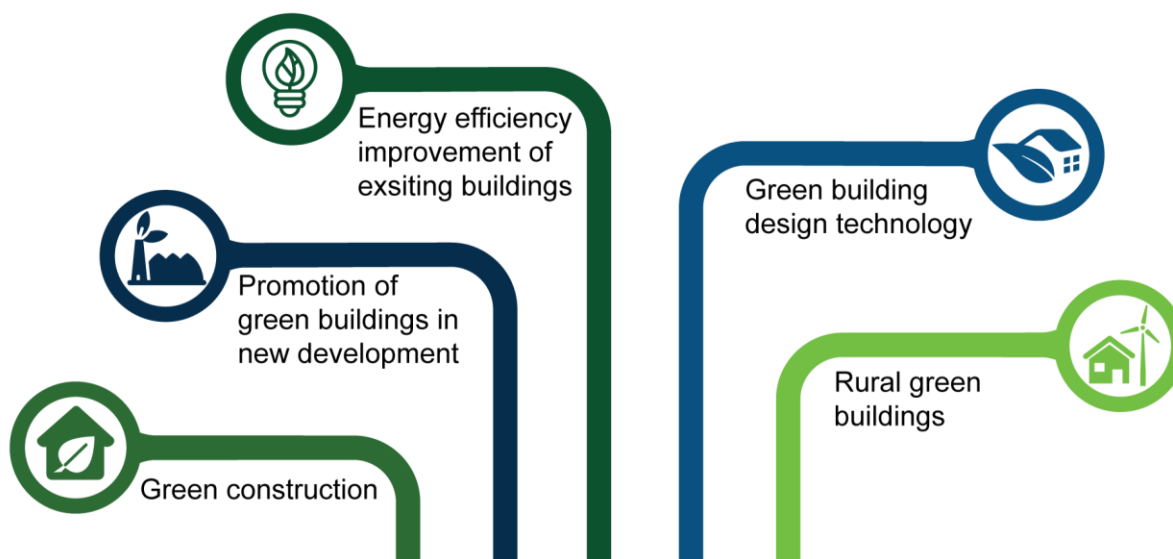 Energy efficiency
improvement of
exsiting buildings
Promotion of
green buildings in
new development
Green construction
Green building
design technology
Rural green
buildings